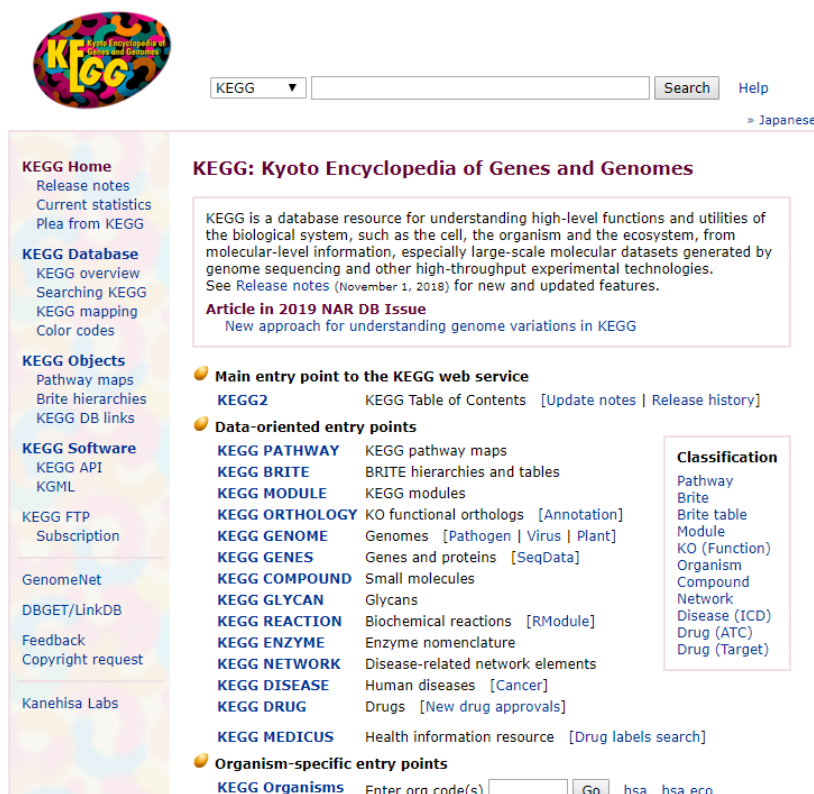 Kyoto Encyclopedia of
Genes and Genomes
KEGG
KEGG ▼ Search Help
» Japanese
KEGG Home
Release notes
Current statistics
Plea from KEGG
KEGG Database
KEGG overview
Searching KEGG
KEGG mapping
Color codes
KEGG Objects
Pathway maps
Brite hierarchies
KEGG DB links
KEGG Software
KEGG API
KGML
KEGG FTP
Subscription
GenomeNet
DBGET/LinkDB
Feedback
Copyright request
Kanehisa Labs
KEGG: Kyoto Encyclopedia of Genes and Genomes
KEGG is a database resource for understanding high-level functions and utilities of
the biological system, such as the cell, the organism and the ecosystem, from
molecular-level information, especially large-scale molecular datasets generated by
genome sequencing and other high-throughput experimental technologies.
See Release notes (November 1, 2018) for new and updated features.
Article in 2019 NAR DB Issue
New approach for understanding genome variations in KEGG
Main entry point to the KEGG web service
KEGG2 KEGG Table of Contents [Update notes | Release history]
Data-oriented entry points
KEGG PATHWAY KEGG pathway maps
KEGG BRITE BRITE hierarchies and tables
KEGG MODULE KEGG modules
KEGG ORTHOLOGY KO functional orthologs [Annotation]
KEGG GENOME Genomes [Pathogen | Virus | Plant]
KEGG GENES Genes and proteins [SeqData]
KEGG COMPOUND Small molecules
KEGG GLYCAN Glycans
KEGG REACTION Biochemical reactions [RModule]
KEGG ENZYME Enzyme nomenclature
KEGG NETWORK Disease-related network elements
KEGG DISEASE Human diseases [Cancer]
KEGG DRUG Drugs [New drug approvals]
KEGG MEDICUS Health information resource [Drug labels search]
Classification
Pathway
Brite
Brite table
Module
KO (Function)
Organism
Compound
Network
Disease (ICD)
Drug (ATC)
Drug (Target)
Organism-specific entry points
KEGG Organisms Enter org code(s) Go hsa hsa eco